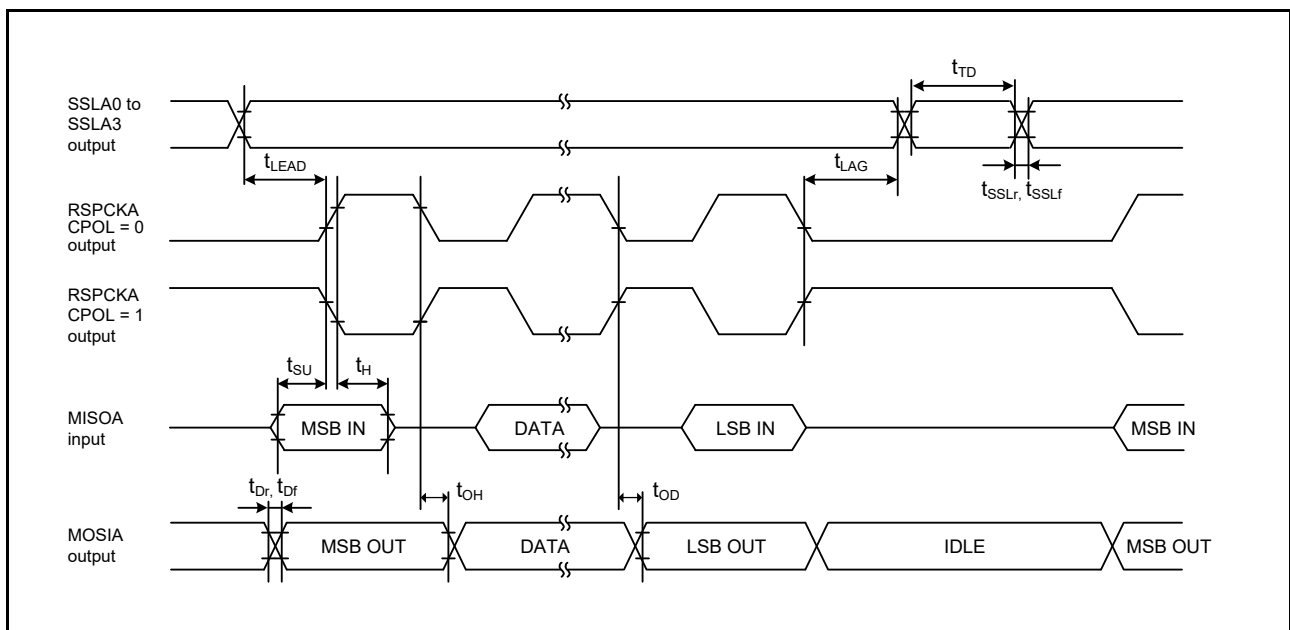 tTD
SSLA0 to
SSLA3
output
tLEAD
tLAG
tSSLr, tSSLf
RSPCKA
CPOL = 0
output
RSPCKA
CPOL = 1
output
tSU
tH
MISOA
input
MSB IN
DATA
LSB IN
MSB IN
tDr, tDf
tOH
tOD
MOSIA
output
MSB OUT
DATA
LSB OUT
IDLE
MSB OUT